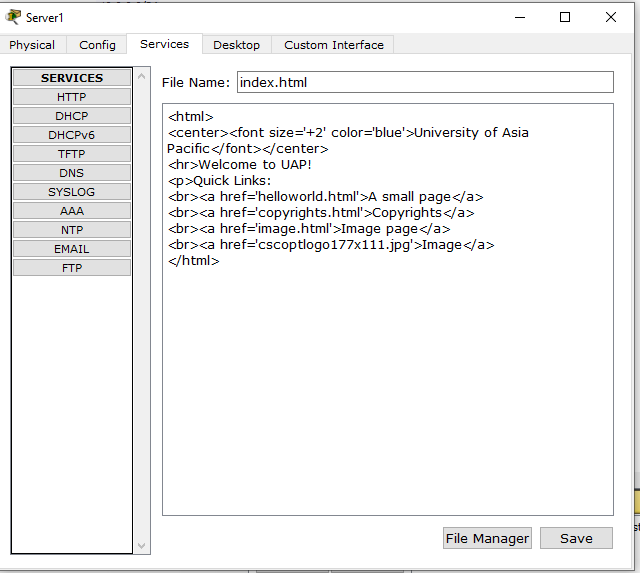 Server1
Physical Config Services Desktop Custom Interface
SERVICES
HTTP
DHCP
DHCPv6
TFTP
DNS
SYSLOG
AAA
NTP
EMAIL
FTP
File Name: index.html
<html>
<center><font size='+2' color='blue'>University of Asia
Pacific</font></center>
<hr>Welcome to UAP!
<p>Quick Links:
<br><a href='helloworld.html'>A small page</a>
<br><a href='copyrights.html'>Copyrights</a>
<br><a href='image.html'>Image page</a>
<br><a href='cscoptlogo177x111.jpg'>Image</a>
</html>
File Manager Save